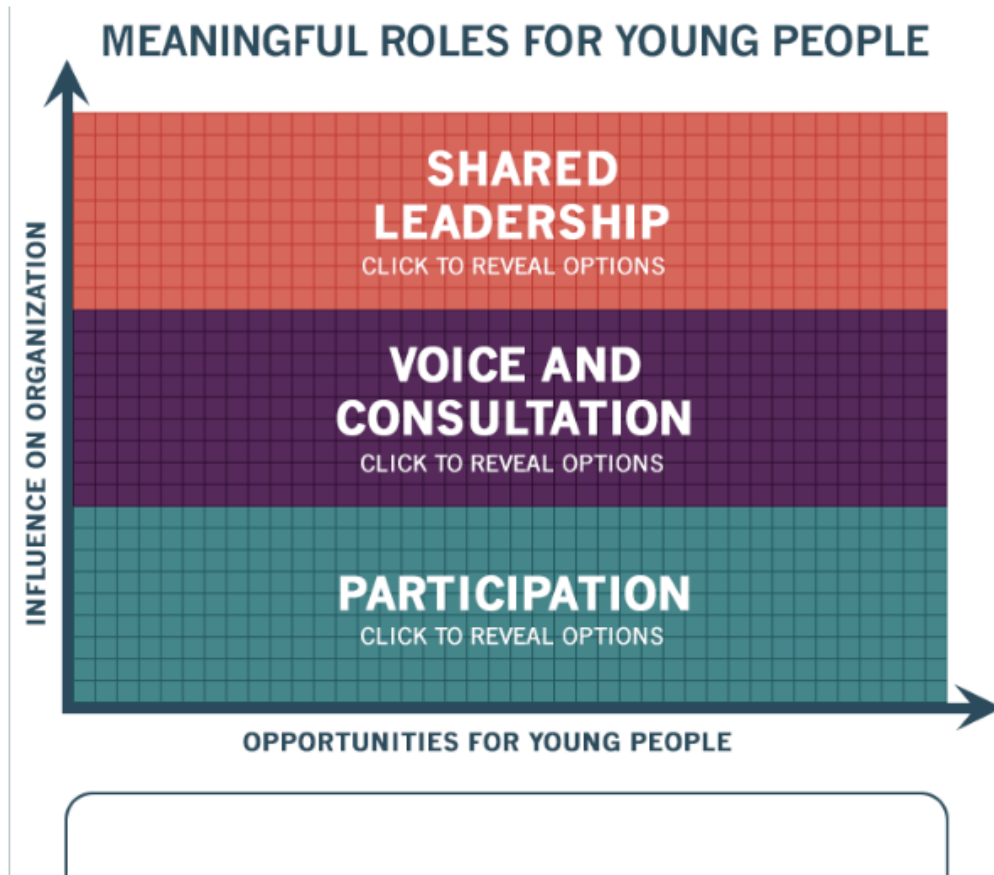 MEANINGFUL ROLES FOR YOUNG PEOPLE
INFLUENCE ON ORGANIZATION
SHARED
LEADERSHIP
CLICK TO REVEAL OPTIONS
VOICE AND
CONSULTATION
CLICK TO REVEAL OPTIONS
PARTICIPATION
CLICK TO REVEAL OPTIONS
OPPORTUNITIES FOR YOUNG PEOPLE